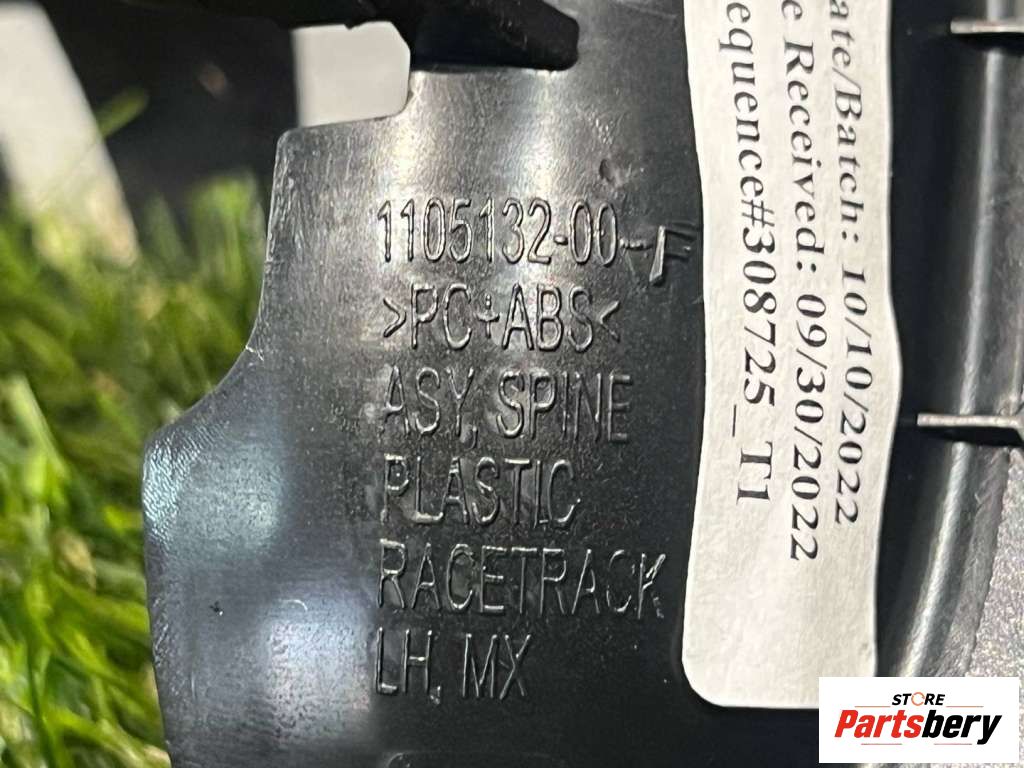 1105132-00-F
>PC+ABS<
ASY, SPINE
PLASTIC
RACETRACK
LH, MX
ate/Batch: 10/10/2022
e Received: 09/30/2022
equence#308725_T1
STORE
Partsbery